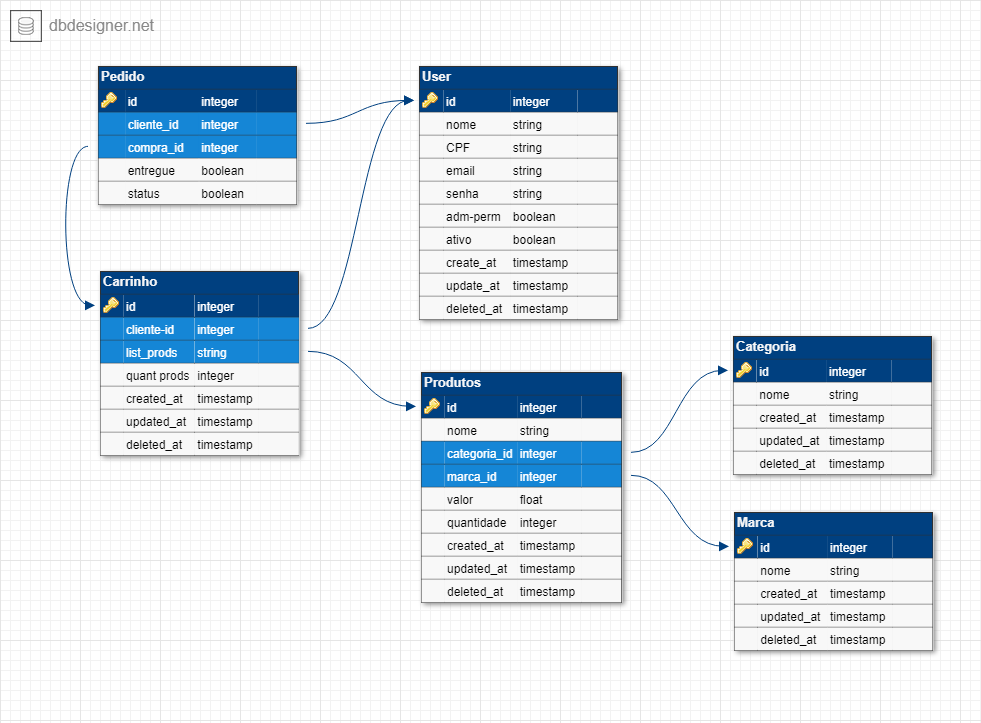 dbdesigner.net
Pedido
id integer
cliente_id integer
compra_id integer
entregue boolean
status boolean
User
id integer
nome string
CPF string
email string
senha string
adm-perm boolean
ativo boolean
create_at timestamp
update_at timestamp
deleted_at timestamp
Carrinho
id integer
cliente-id integer
list_prods string
quant prods integer
created_at timestamp
updated_at timestamp
deleted_at timestamp
Produtos
id integer
nome string
categoria_id integer
marca_id integer
valor float
quantidade integer
created_at timestamp
updated_at timestamp
deleted_at timestamp
Categoria
id integer
nome string
created_at timestamp
updated_at timestamp
deleted_at timestamp
Marca
id integer
nome string
created_at timestamp
updated_at timestamp
deleted_at timestamp